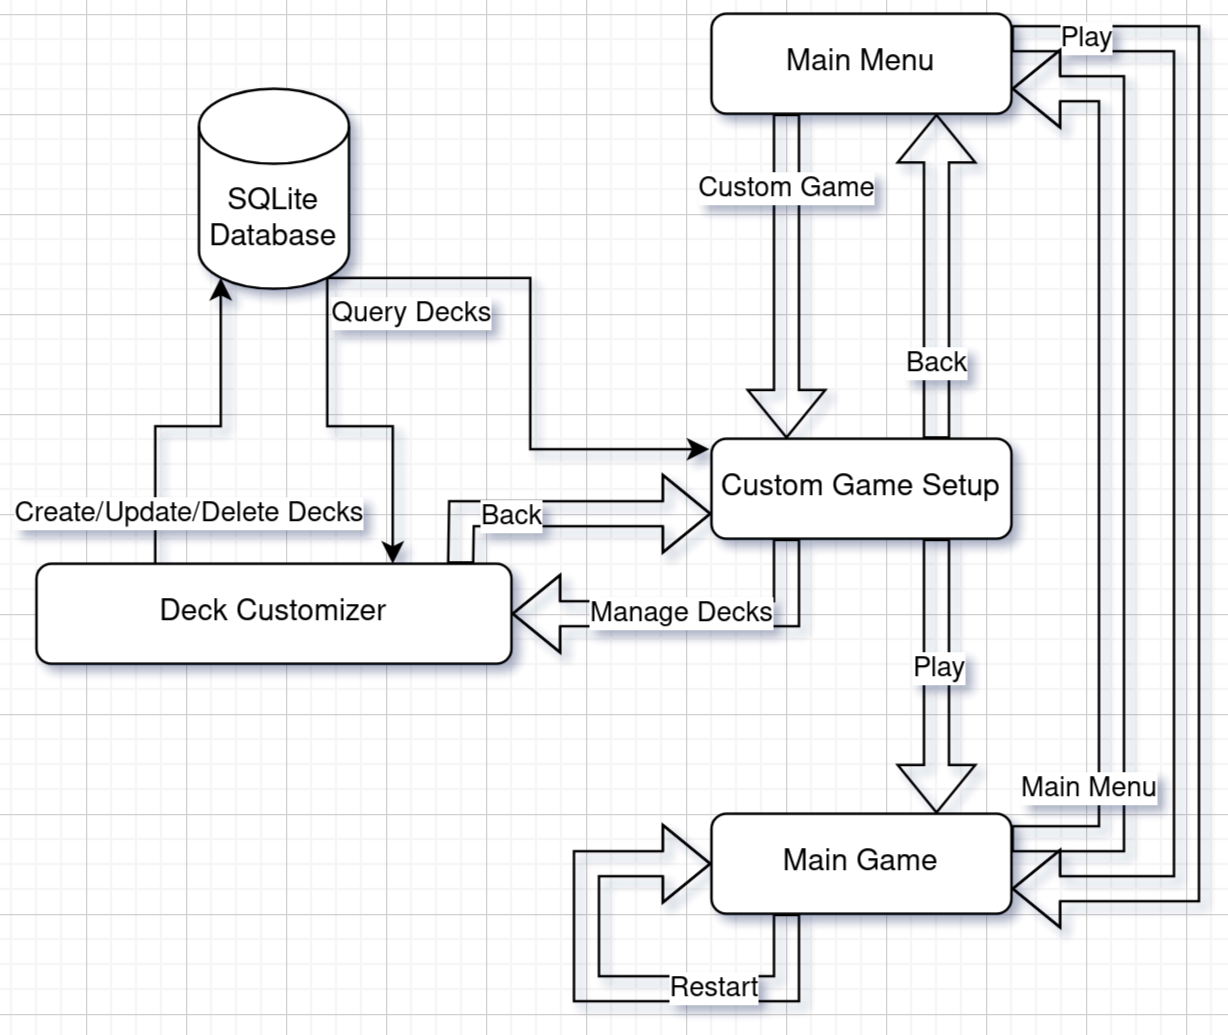 Play
Main Menu
SQLite
Database
Custom Game
Query Decks
Back
Custom Game Setup
Create/Update/Delete Decks
Back
Deck Customizer
Manage Decks
Play
Main Menu
Main Game
Restart